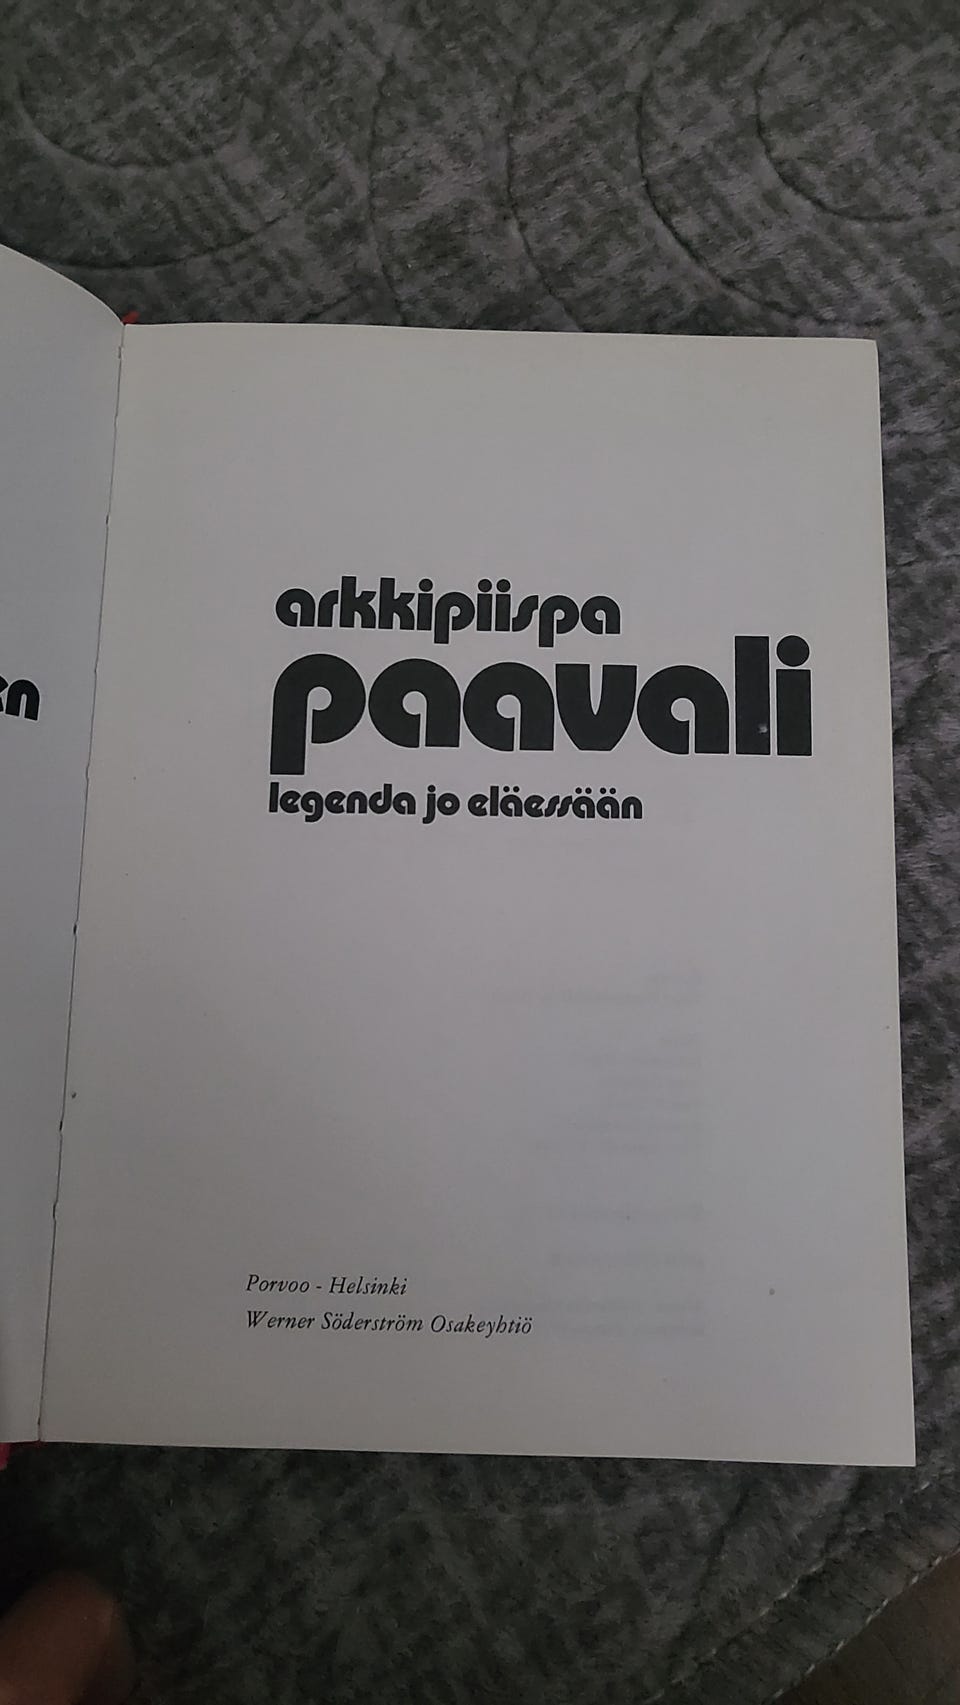 arkkipiispa
paavali
legenda jo eläessään
Porvoo - Helsinki
Werner Söderström Osakeyhtiö